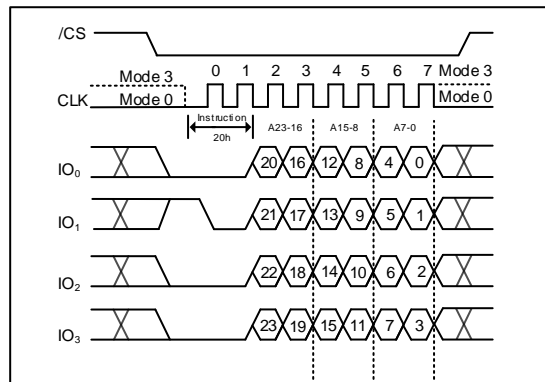 /CS
0 1 2 3 4 5 6 7
Mode 3 Mode 3
CLK Mode 0 Mode 0
Instruction A23-16 A15-8 A7-0
20h
IO₀ 20 16 12 8 4 0
IO₁ 21 17 13 9 5 1
IO₂ 22 18 14 10 6 2
IO₃ 23 19 15 11 7 3